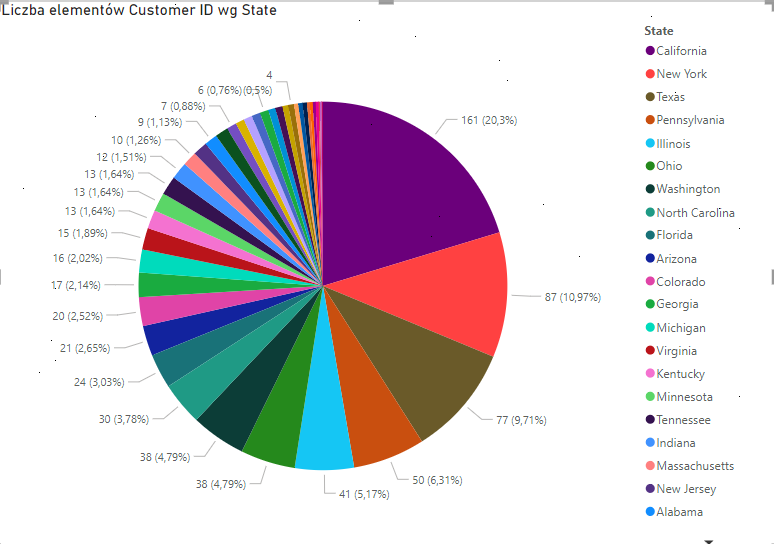 Liczba elementów Customer ID wg State
161 (20,3%)
87 (10,97%)
77 (9,71%)
50 (6,31%)
41 (5,17%)
38 (4,79%)
38 (4,79%)
30 (3,78%)
24 (3,03%)
21 (2,65%)
20 (2,52%)
17 (2,14%)
16 (2,02%)
15 (1,89%)
13 (1,64%)
13 (1,64%)
13 (1,64%)
12 (1,51%)
10 (1,26%)
9 (1,13%)
7 (0,88%)
6 (0,76%)
4
State
California
New York
Texas
Pennsylvania
Illinois
Ohio
Washington
North Carolina
Florida
Arizona
Colorado
Georgia
Michigan
Virginia
Kentucky
Minnesota
Tennessee
Indiana
Massachusetts
New Jersey
Alabama